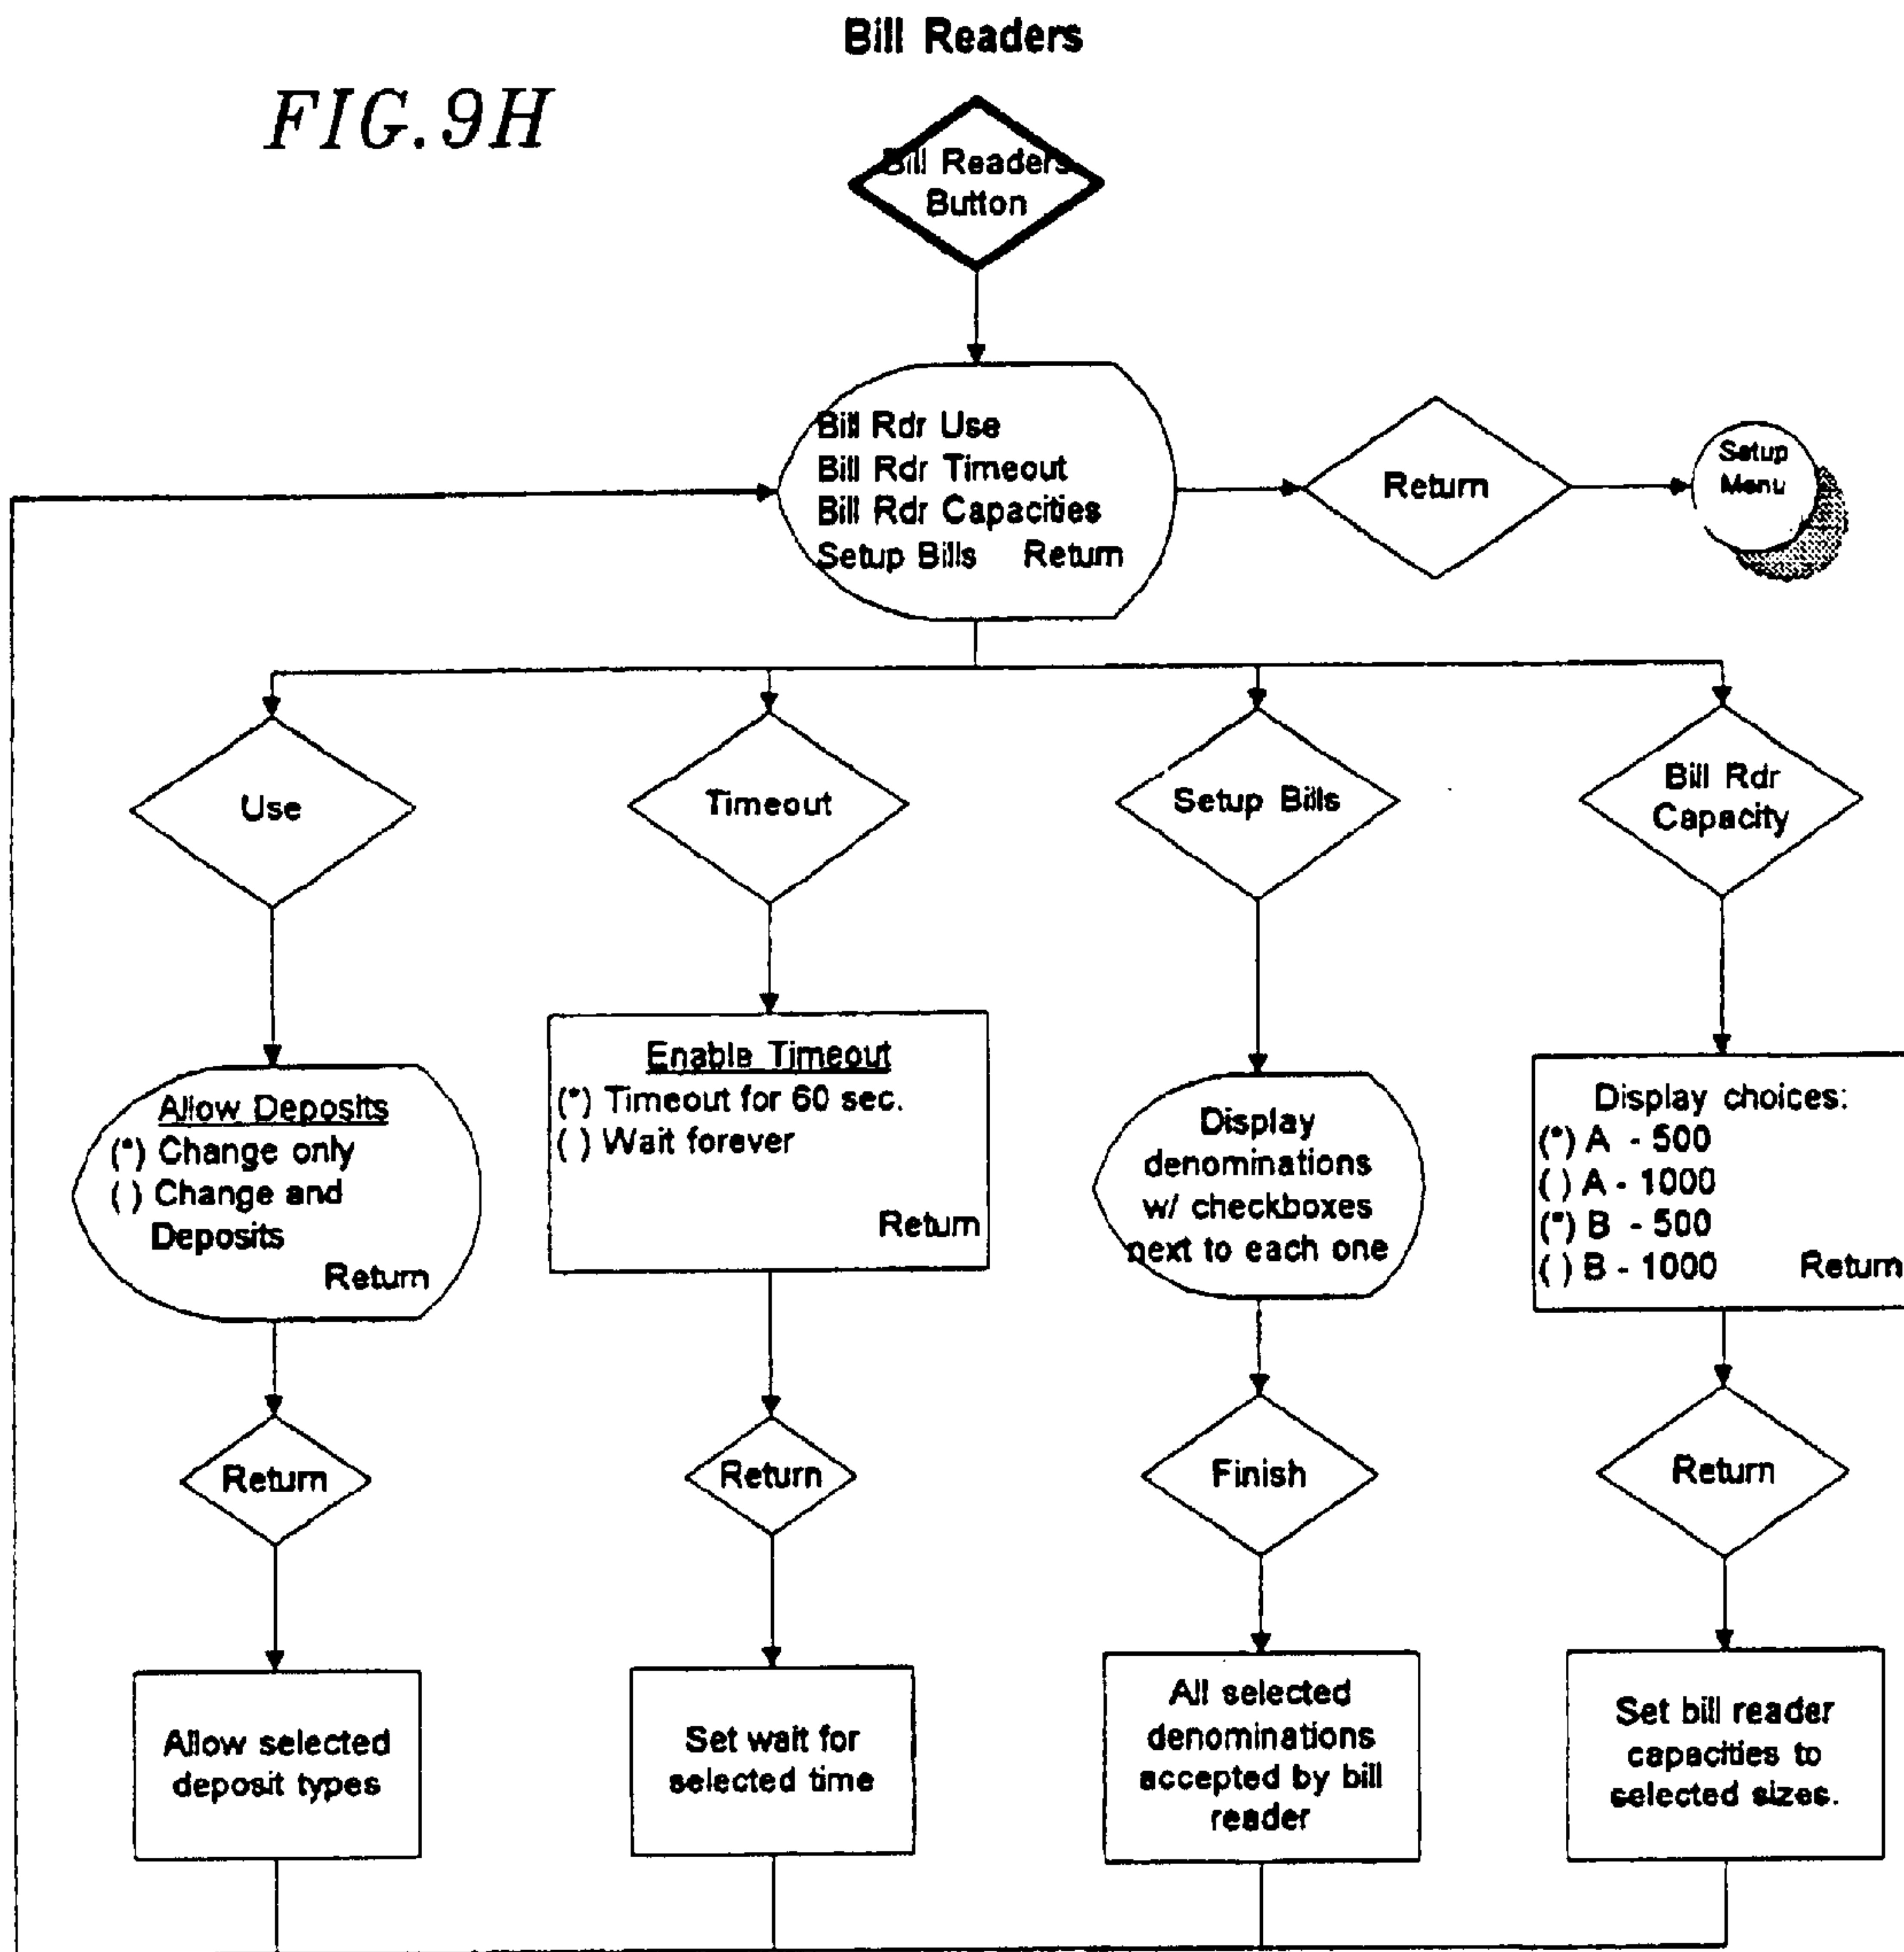 Bill Readers
FIG. 9H
Bill Readers
Button
Bill Rdr Use
Bill Rdr Timeout
Bill Rdr Capacities
Setup Bills Return
Return
Setup
Menu
Use
Timeout
Setup Bills
Bill Rdr
Capacity
Allow Deposits
(*) Change only
( ) Change and
Deposits
Return
Enable Timeout
(*) Timeout for 60 sec.
( ) Wait forever
Return
Display
denominations
w/ checkboxes
next to each one
Display choices:
(*) A - 500
( ) A - 1000
(*) B - 500
( ) B - 1000 Return
Return
Return
Finish
Return
Allow selected
deposit types
Set wait for
selected time
All selected
denominations
accepted by bill
reader
Set bill reader
capacities to
selected sizes.